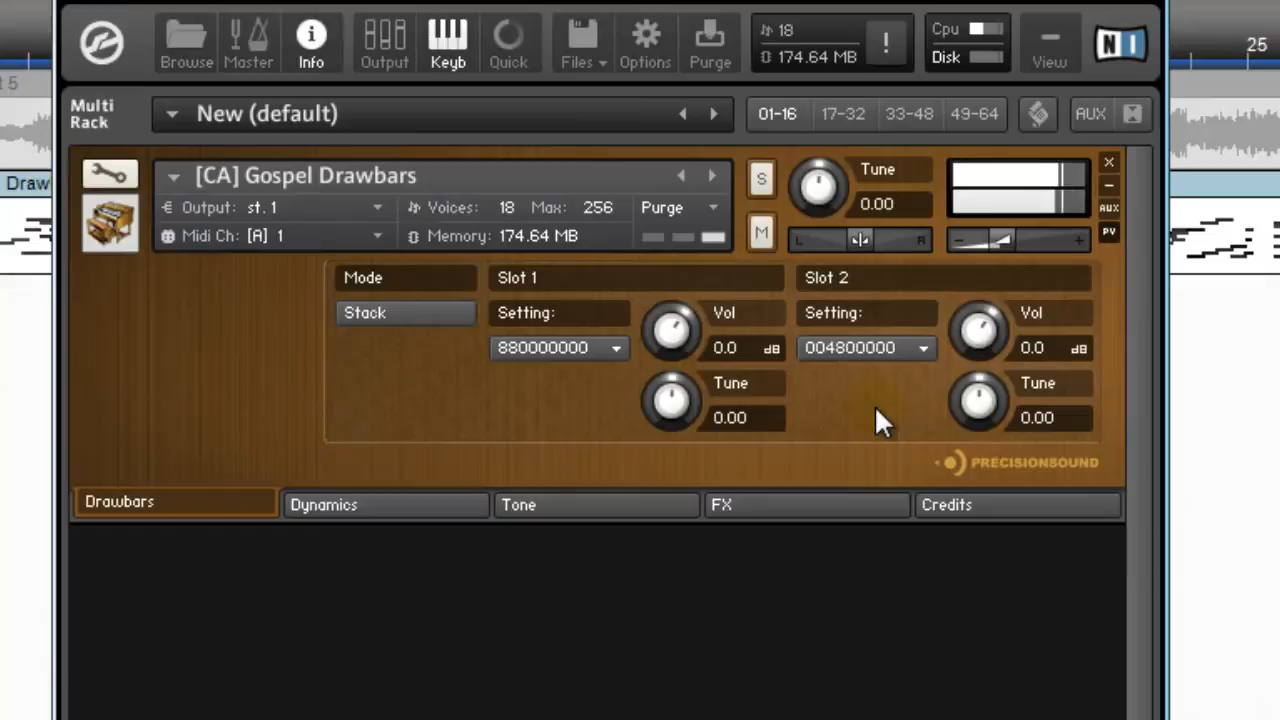 Browse Master Info Output Keyb Quick Files Options Purge 18 174.64 MB ! Cpu Disk View NI
25
t 5
Multi Rack New (default) 01-16 17-32 33-48 49-64 AUX
Draw
[CA] Gospel Drawbars S Tune 0.00 x
Output: st. 1 Voices: 18 Max: 256 Purge AUX
Midi Ch: [A] 1 Memory: 174.64 MB M L R - + PV
Mode Slot 1 Slot 2
Stack Setting: Vol Setting: Vol
880000000 0.0 dB 004800000 0.0 dB
Tune Tune
0.00 0.00
PRECISIONSOUND
Drawbars Dynamics Tone FX Credits